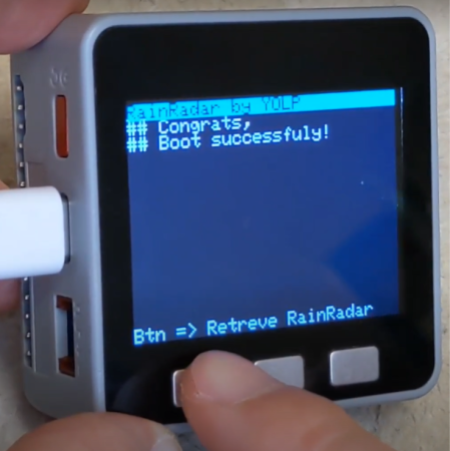 RainRadar by YOLP
## Congrats,
## Boot successfuly!
Btn => Retreve RainRadar